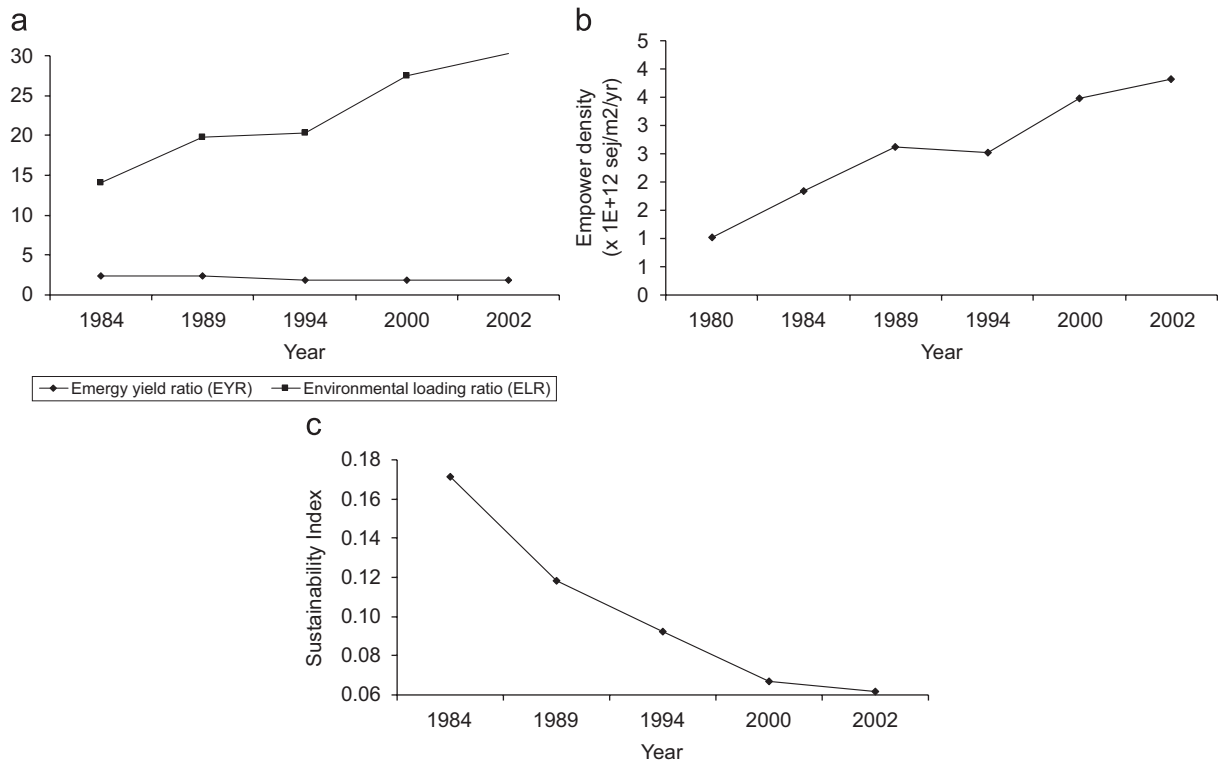 a
30
25
20
15
10
5
0
1984 1989 1994 2000 2002
Year
Emergy yield ratio (EYR) Environmental loading ratio (ELR)
b
Empower density
(x 1E+12 sej/m2/yr)
5
4
4
3
3
2
2
1
1
0
1980 1984 1989 1994 2000 2002
Year
c
Sustainability Index
0.18
0.16
0.14
0.12
0.10
0.08
0.06
1984 1989 1994 2000 2002
Year